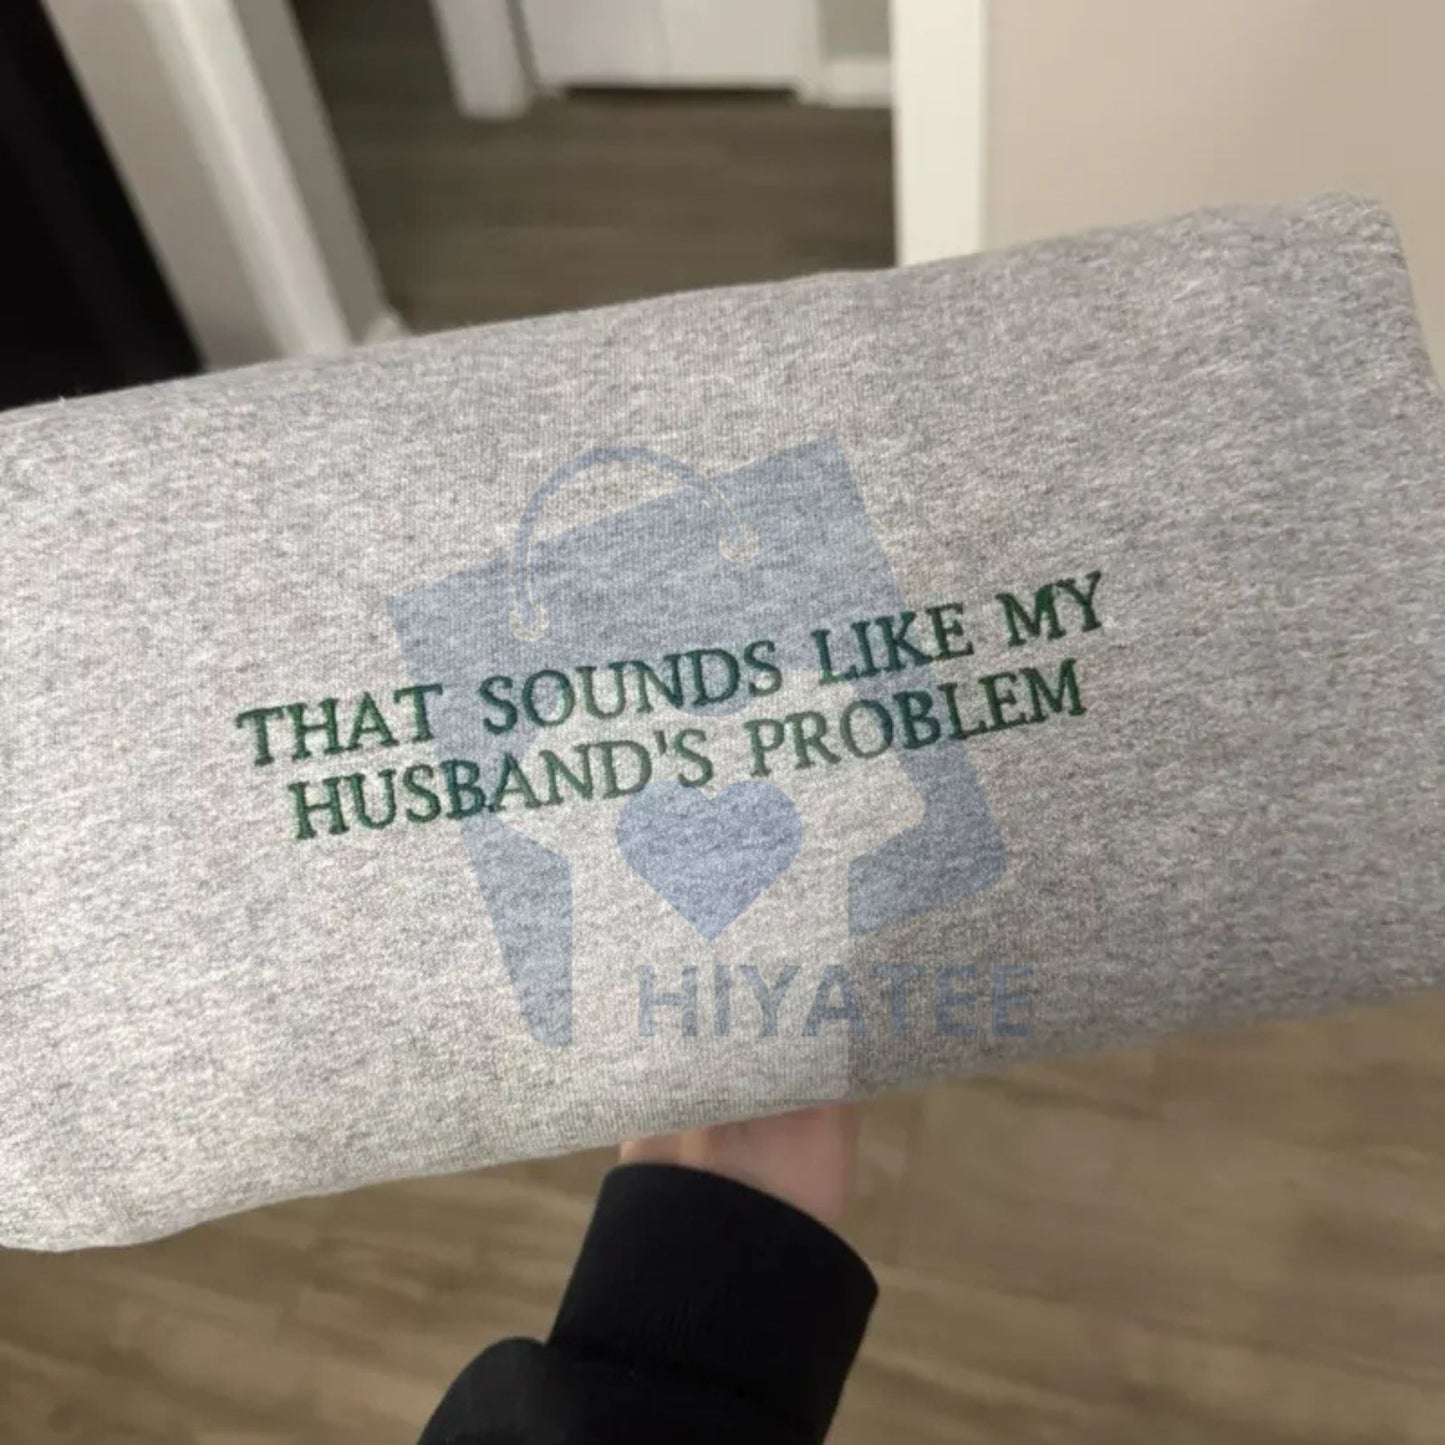 THAT SOUNDS LIKE MY
HUSBAND'S PROBLEM
HIYATEE